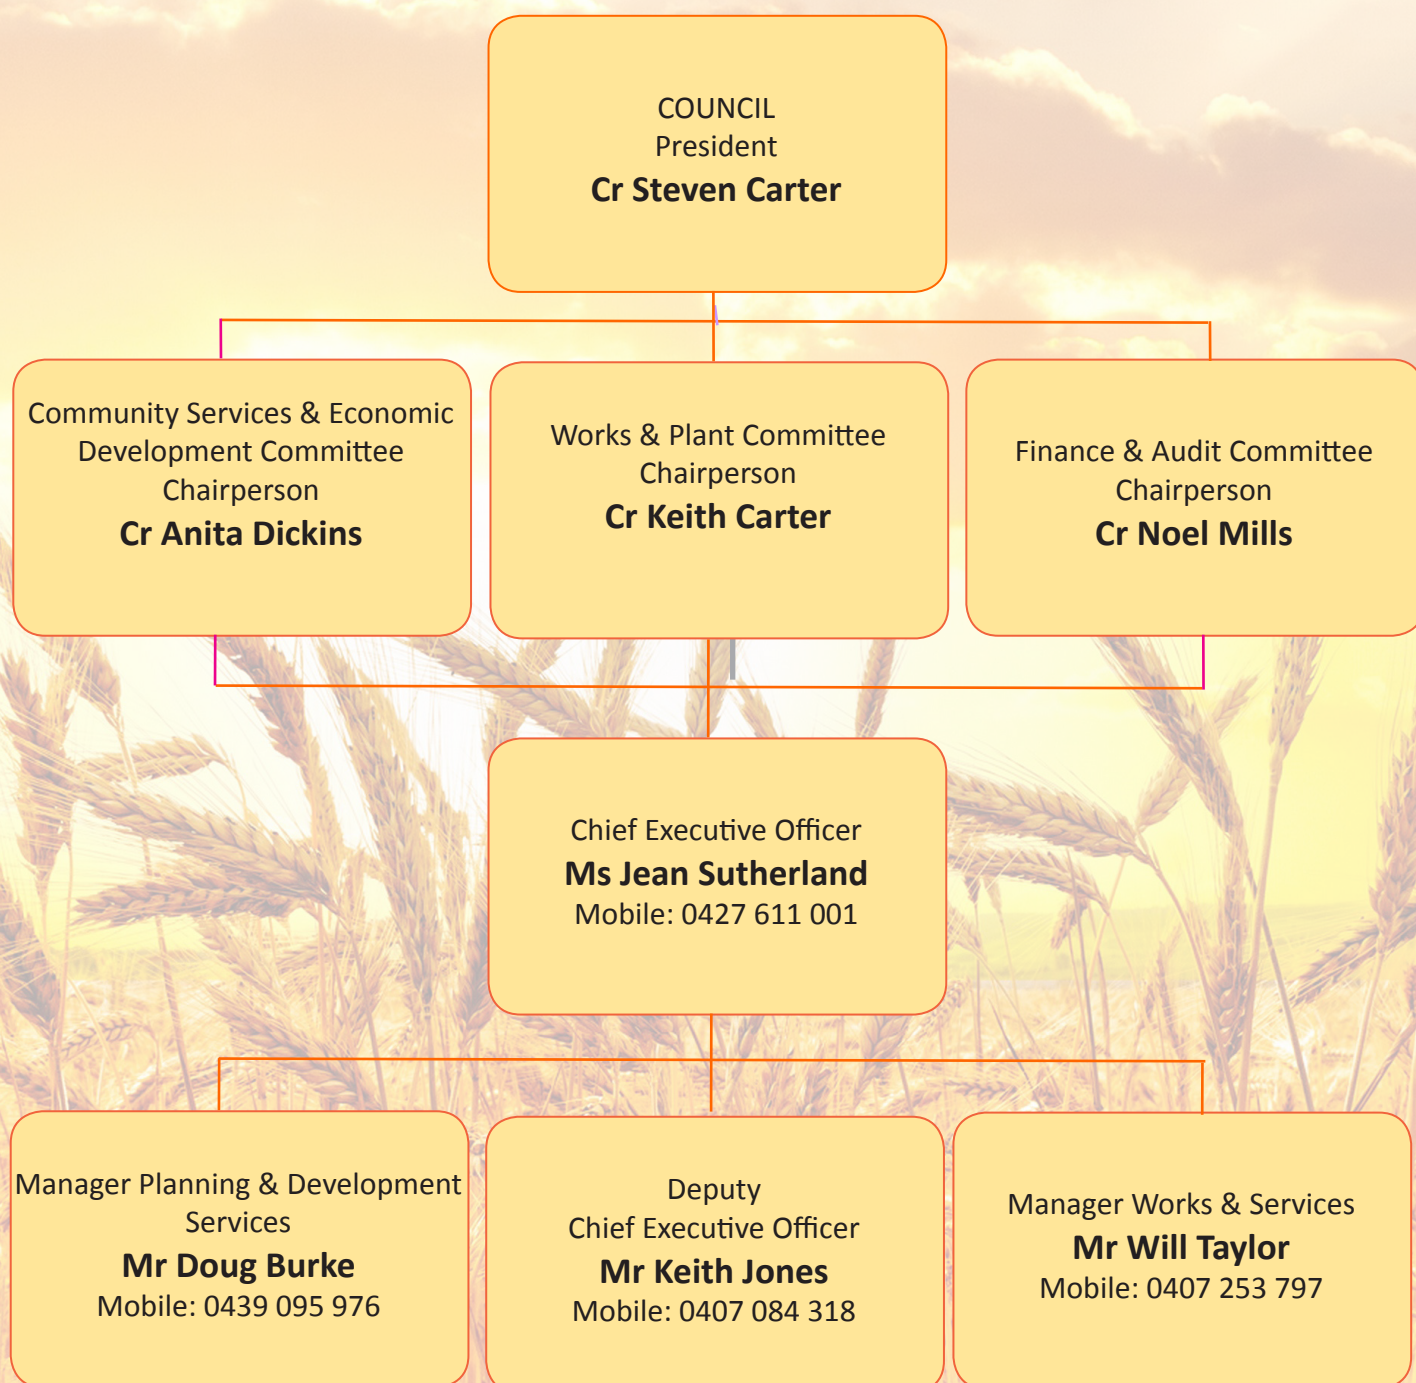 COUNCIL
President
Cr Steven Carter
Community Services & Economic
Development Committee
Chairperson
Cr Anita Dickins
Works & Plant Committee
Chairperson
Cr Keith Carter
Finance & Audit Committee
Chairperson
Cr Noel Mills
Chief Executive Officer
Ms Jean Sutherland
Mobile: 0427 611 001
Manager Planning & Development
Services
Mr Doug Burke
Mobile: 0439 095 976
Deputy
Chief Executive Officer
Mr Keith Jones
Mobile: 0407 084 318
Manager Works & Services
Mr Will Taylor
Mobile: 0407 253 797